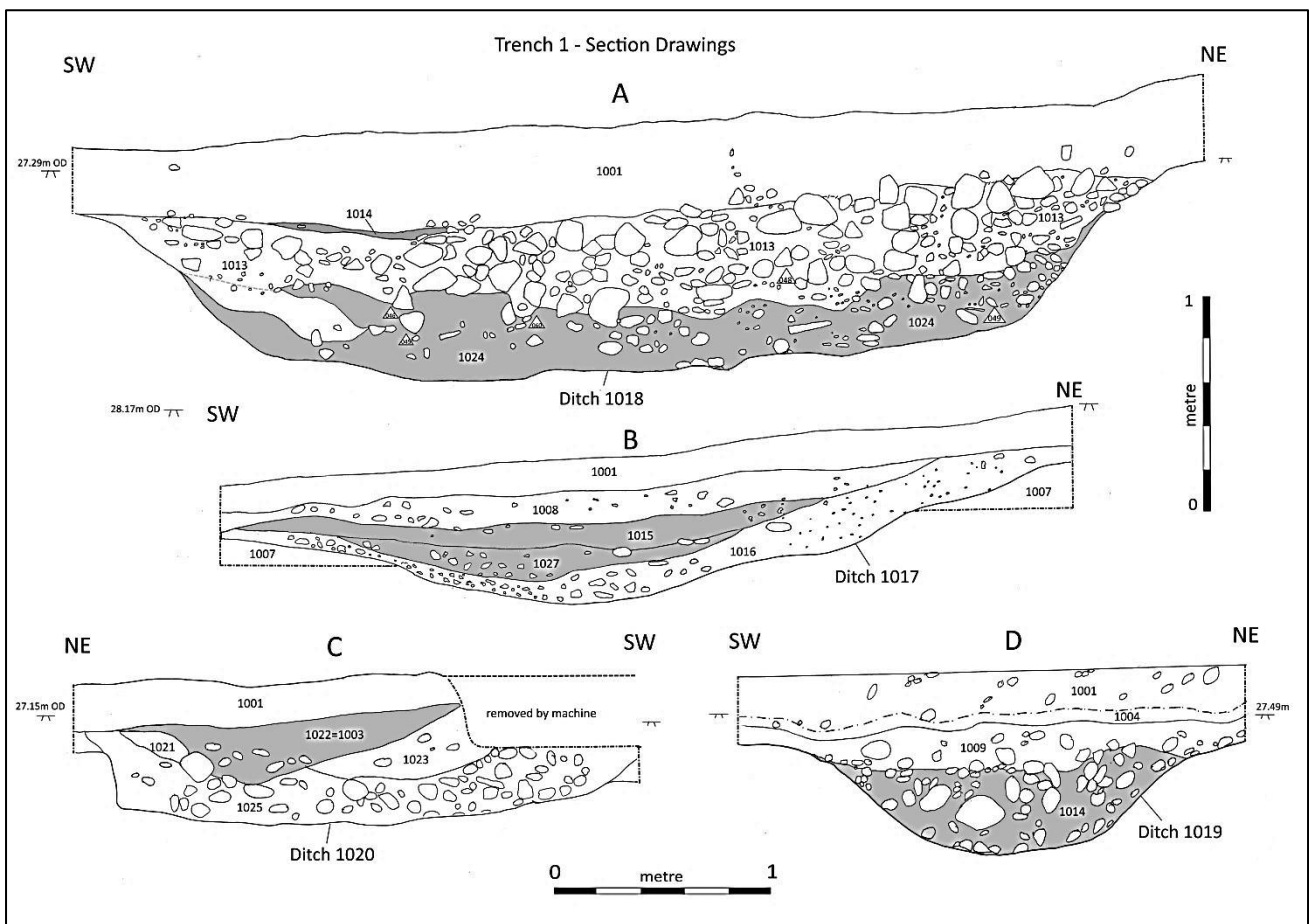 Trench 1 - Section Drawings
SW
NE
A
27.29m OD
1001
1014
1013
1013
1013
048
1024
1024
049
060
Ditch 1018
1
metre
0
28.17m OD
SW
NE
B
1001
1008
1015
1007
1027
1016
1007
Ditch 1017
NE
C
SW
27.15m OD
1001
removed by machine
1022=1003
1021
1023
1025
Ditch 1020
SW
D
NE
1001
27.49m
1004
1009
1014
Ditch 1019
0
metre
1